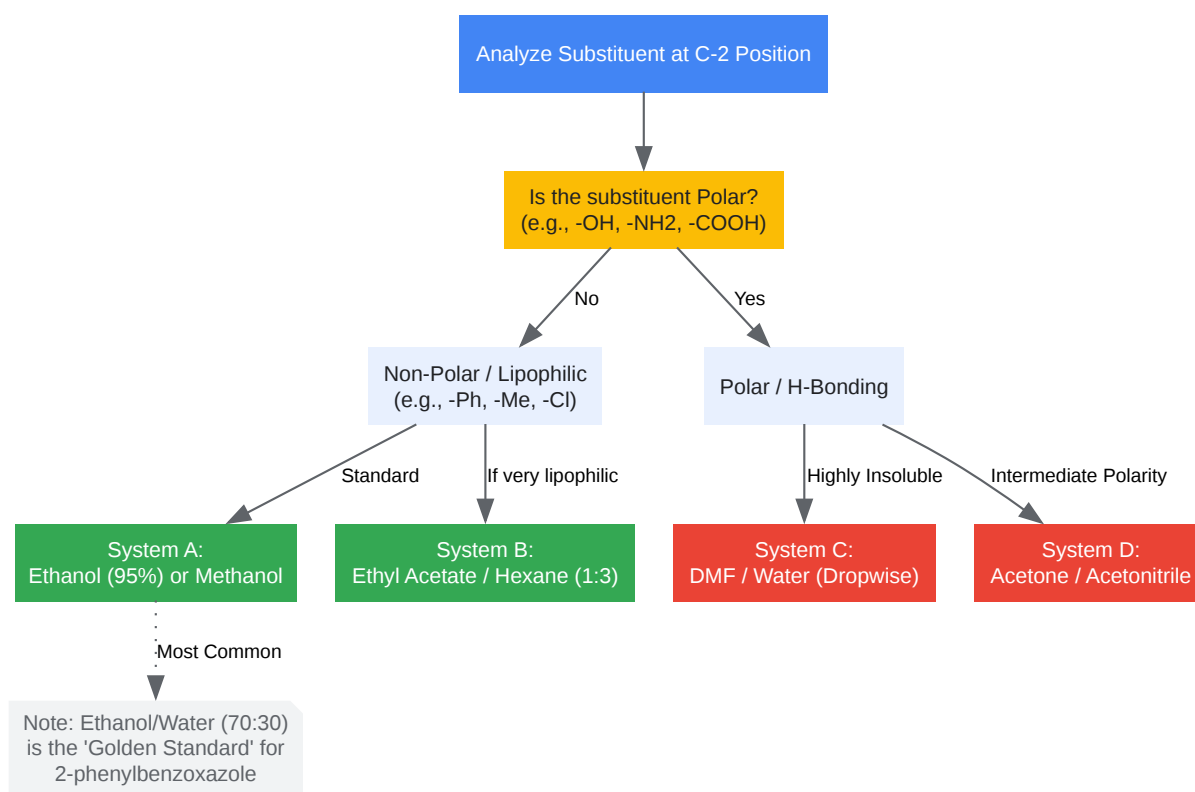 Analyze Substituent at C-2 Position
Is the substituent Polar?
(e.g., -OH, -NH2, -COOH)
No
Yes
Non-Polar / Lipophilic
(e.g., -Ph, -Me, -Cl)
Polar / H-Bonding
Standard
If very lipophilic
Highly Insoluble
Intermediate Polarity
System A:
Ethanol (95%) or Methanol
System B:
Ethyl Acetate / Hexane (1:3)
System C:
DMF / Water (Dropwise)
System D:
Acetone / Acetonitrile
Most Common
Note: Ethanol/Water (70:30)
is the 'Golden Standard' for
2-phenylbenzoxazole